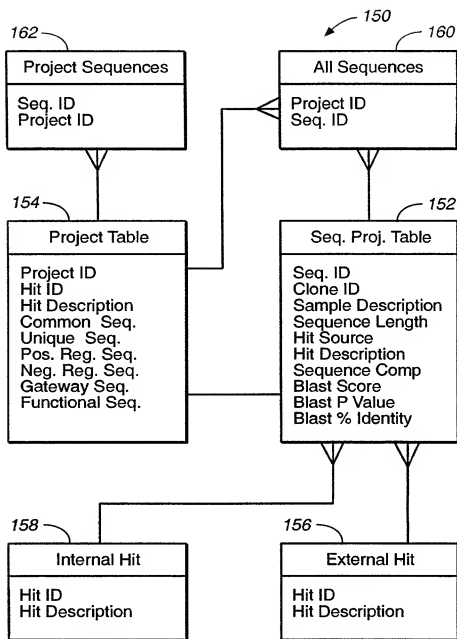 150
162
Project Sequences
Seq. ID
Project ID
160
All Sequences
Project ID
Seq. ID
154
Project Table
Project ID
Hit ID
Hit Description
Common Seq.
Unique Seq.
Pos. Reg. Seq.
Neg. Reg. Seq.
Gateway Seq.
Functional Seq.
152
Seq. Proj. Table
Seq. ID
Clone ID
Sample Description
Sequence Length
Hit Source
Hit Description
Sequence Comp
Blast Score
Blast P Value
Blast % Identity
158
Internal Hit
Hit ID
Hit Description
156
External Hit
Hit ID
Hit Description